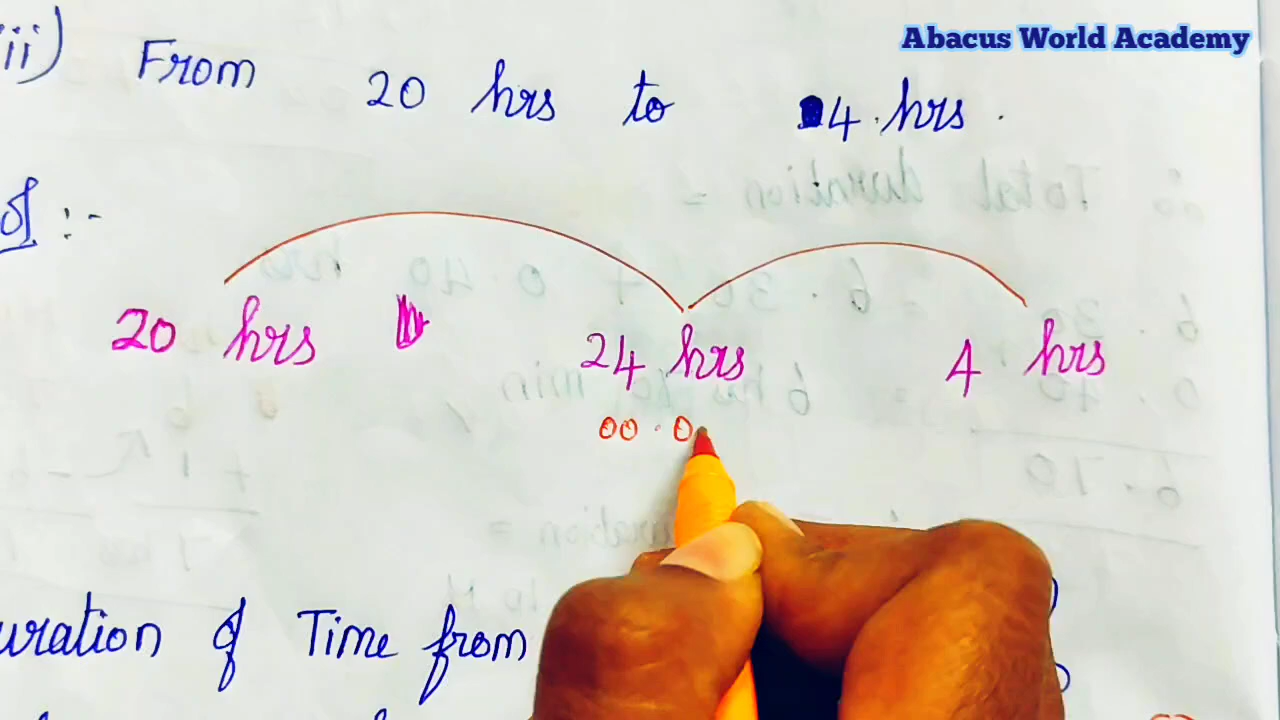 Abacus World Academy
iii) From 20 hrs to 4 hrs.
:-
20 hrs 24 hrs 4 hrs
00.0
uration of Time from